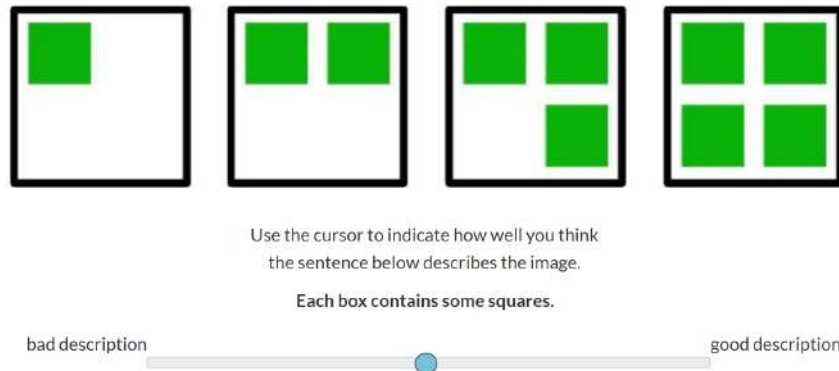 Use the cursor to indicate how well you think
the sentence below describes the image.
Each box contains some squares.
bad description
good description